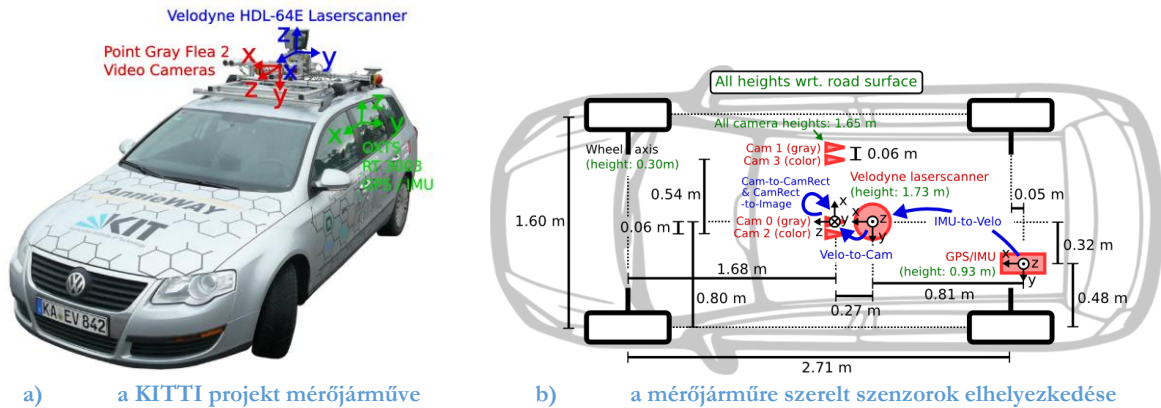 Velodyne HDL-64E Laserscanner
Point Gray Flea 2
Video Cameras
z
y
x
x
z
y
z
x
y
OXTS
RT 3003
GPS / IMU
AnnieWAY
KIT
KA EV 842
a) a KITTI projekt mérőjárműve
All heights wrt. road surface
All camera heights: 1.65 m
Wheel axis
(height: 0.30m)
Cam 1 (gray)
Cam 3 (color)
0.06 m
Velodyne laserscanner
(height: 1.73 m)
0.54 m
Cam-to-CamRect
& CamRect
-to-Image
0.05 m
1.60 m
0.06 m
Cam 0 (gray)
Cam 2 (color)
x
y
z
x
z
y
IMU-to-Velo
Velo-to-Cam
0.32 m
GPS/IMU
(height: 0.93 m)
x
z
y
1.68 m
0.80 m
0.81 m
0.48 m
0.27 m
2.71 m
b) a mérőjárműre szerelt szenzorok elhelyezkedése